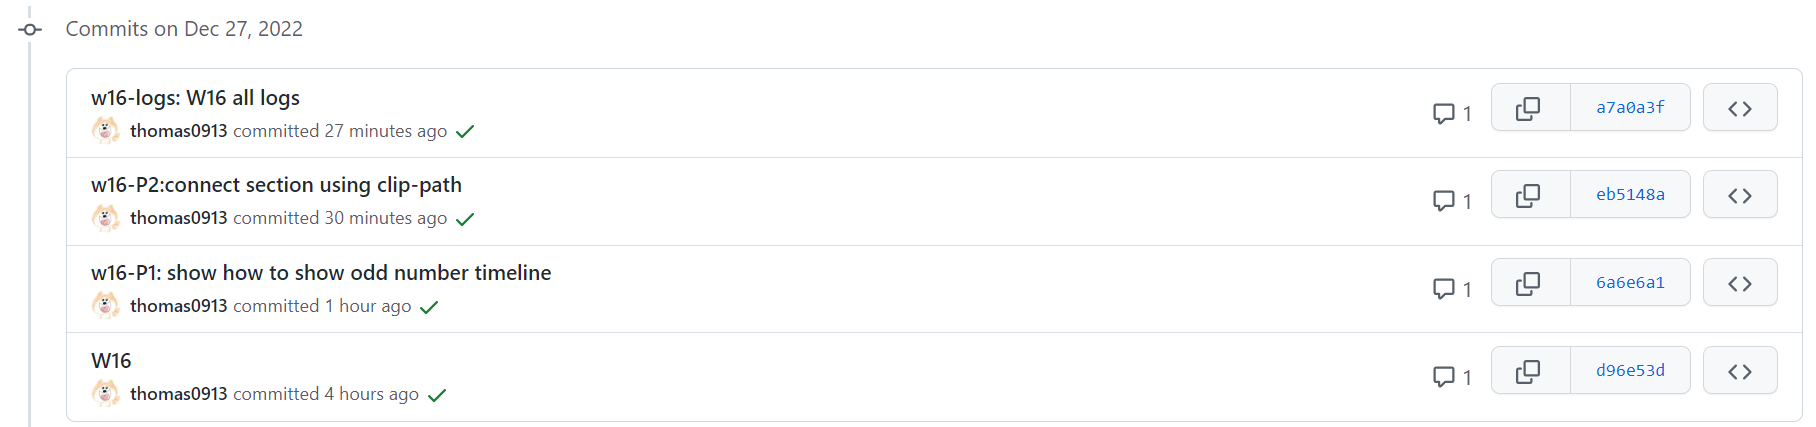 Commits on Dec 27, 2022
w16-logs: W16 all logs
thomas0913 committed 27 minutes ago
1
a7a0a3f
w16-P2:connect section using clip-path
thomas0913 committed 30 minutes ago
1
eb5148a
w16-P1: show how to show odd number timeline
thomas0913 committed 1 hour ago
1
6a6e6a1
W16
thomas0913 committed 4 hours ago
1
d96e53d